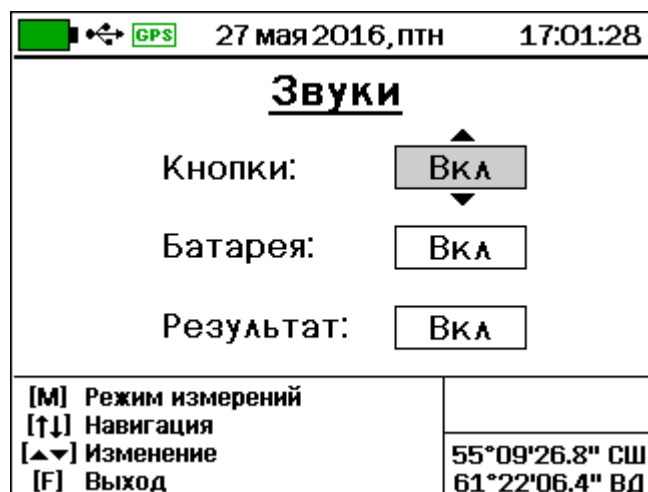 GPS 27 мая 2016, птн 17:01:28
Звуки
Кнопки: Вкл
Батарея: Вкл
Результат: Вкл
[M] Режим измерений
[↑↓] Навигация
[▲▼] Изменение
[F] Выход
55°09'26.8" СШ
61°22'06.4" ВД